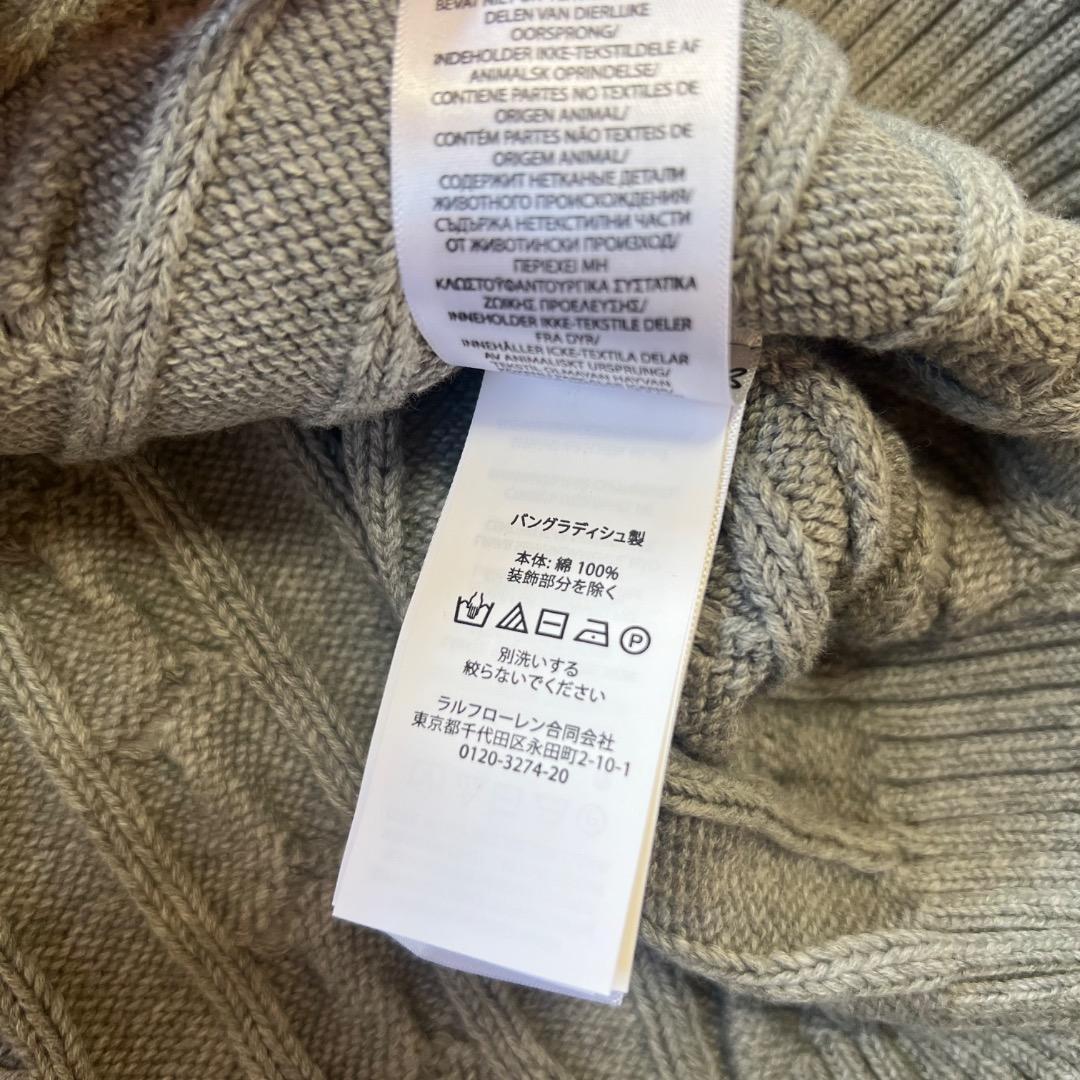 DELEN VAN DIERLIJKE
OORSPRONG/
INDEHOLDER IKKE-TEKSTILDELE AF
ANIMALSK OPRINDELSE/
CONTIENE PARTES NO TEXTILES DE
ORIGEN ANIMAL/
CONTÉM PARTES NÃO TEXTEIS DE
ORIGEM ANIMAL/
СОДЕРЖИТ НЕТКАНЫЕ ДЕТАЛИ
ЖИВОТНОГО ПРОИСХОЖДЕНИЯ/
СЪДЪРЖА НЕТЕКСТИЛНИ ЧАСТИ
ОТ ЖИВОТИНСКИ ПРОИЗХОД/
ΠΕΡΙΕΧΕΙ ΜΗ
ΚΛΩΣΤΟΫΦΑΝΤΟΥΡΓΙΚΑ ΣΥΣΤΑΤΙΚΑ
ΖΩΙΚΗΣ ΠΡΟΕΛΕΥΣΗΣ/
INNEHOLDER IKKE-TEKSTILE DELER
FRA DYR/
INNEHÅLLER ICKE-TEXTILA DELAR
AV ANIMALISKT URSPRUNG/
TEKSTIL OLMAYAN HAYVAN
バングラディシュ製
本体: 綿 100%
装飾部分を除く
P
別洗いする
絞らないでください
ラルフローレン合同会社
東京都千代田区永田町2-10-1
0120-3274-20